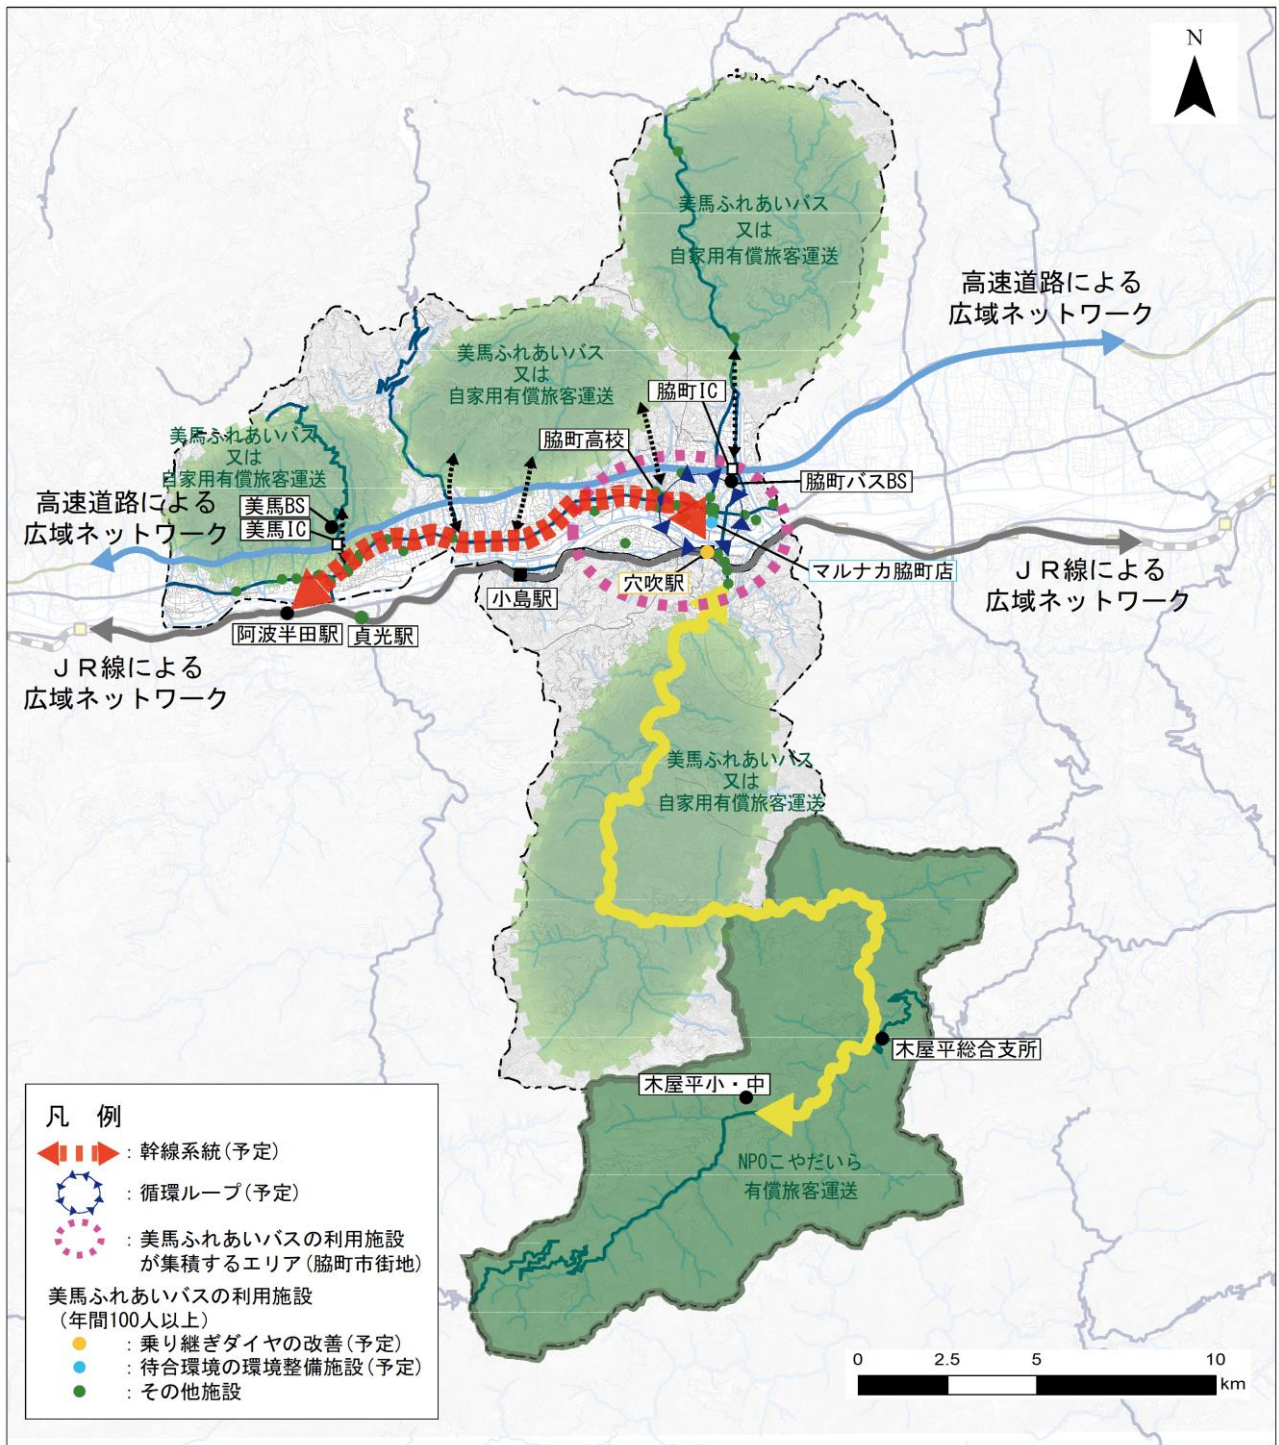 N
美馬ふれあいバス
又は
自家用有償旅客運送
高速道路による
広域ネットワーク
美馬ふれあいバス
又は
自家用有償旅客運送
脇町IC
脇町高校
美馬ふれあいバス
又は
自家用有償旅客運送
脇町バスBS
高速道路による
広域ネットワーク
美馬BS
美馬IC
マルナカ脇町店
穴吹駅
小島駅
JR線による
広域ネットワーク
阿波半田駅
貞光駅
JR線による
広域ネットワーク
美馬ふれあいバス
又は
自家用有償旅客運送
木屋平総合支所
木屋平小・中
NPOこやだいら
有償旅客運送
凡 例
：幹線系統(予定)
：循環ループ(予定)
：美馬ふれあいバスの利用施設
が集積するエリア(脇町市街地)
美馬ふれあいバスの利用施設
(年間100人以上)
：乗り継ぎダイヤの改善(予定)
：待合環境の環境整備施設(予定)
：その他施設
0 2.5 5 10
km